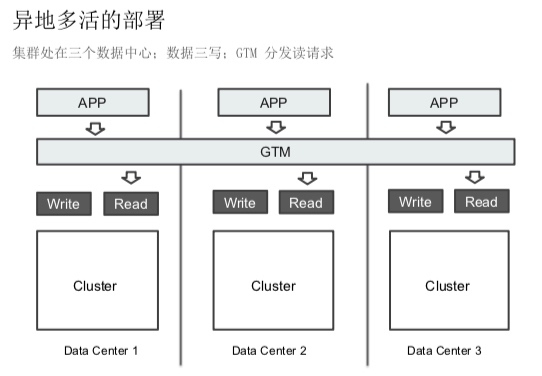 异地多活的部署
集群处在三个数据中心；数据三写；GTM 分发读请求
APP
APP
APP
GTM
Write
Read
Write
Read
Write
Read
Cluster
Cluster
Cluster
Data Center 1
Data Center 2
Data Center 3